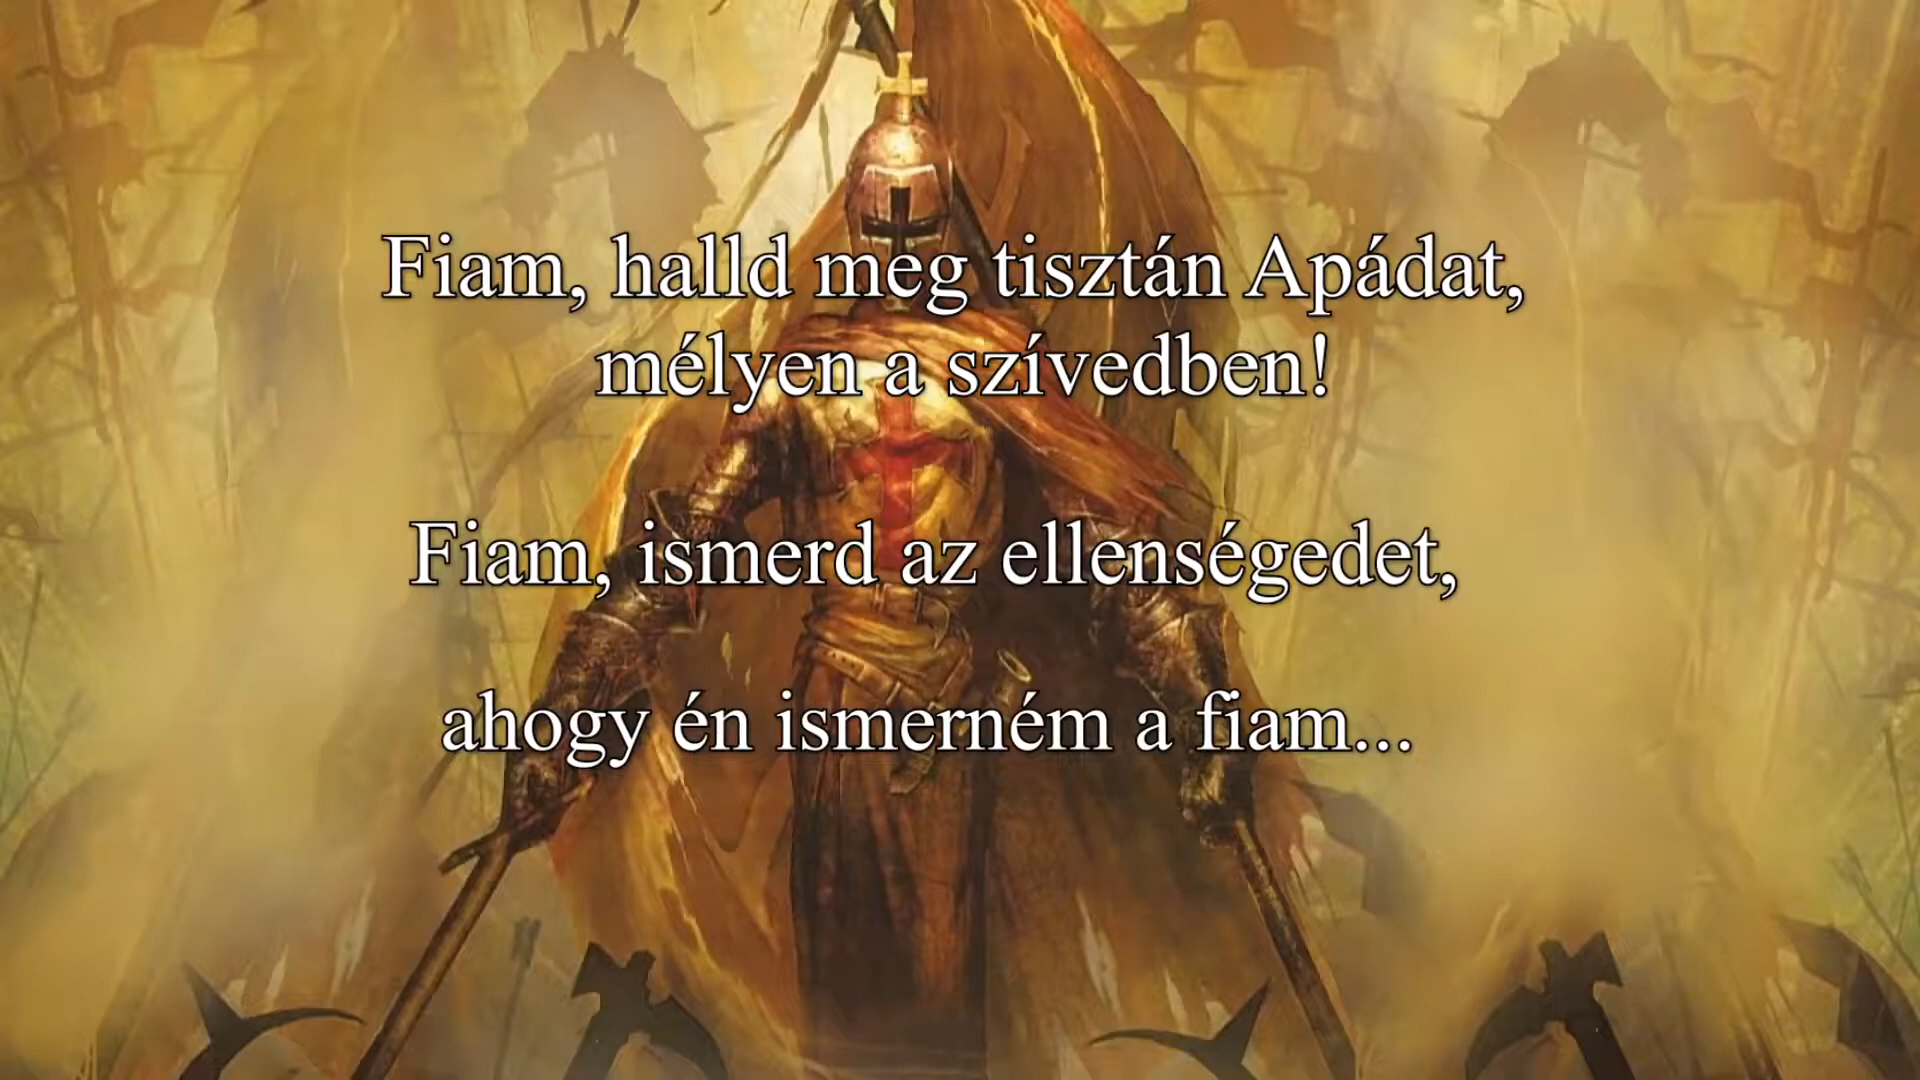 Fiam, halld meg tisztán Apádat,
mélyen a szívedben!
Fiam, ismerd az ellenségedet,
ahogy én ismerném a fiam...